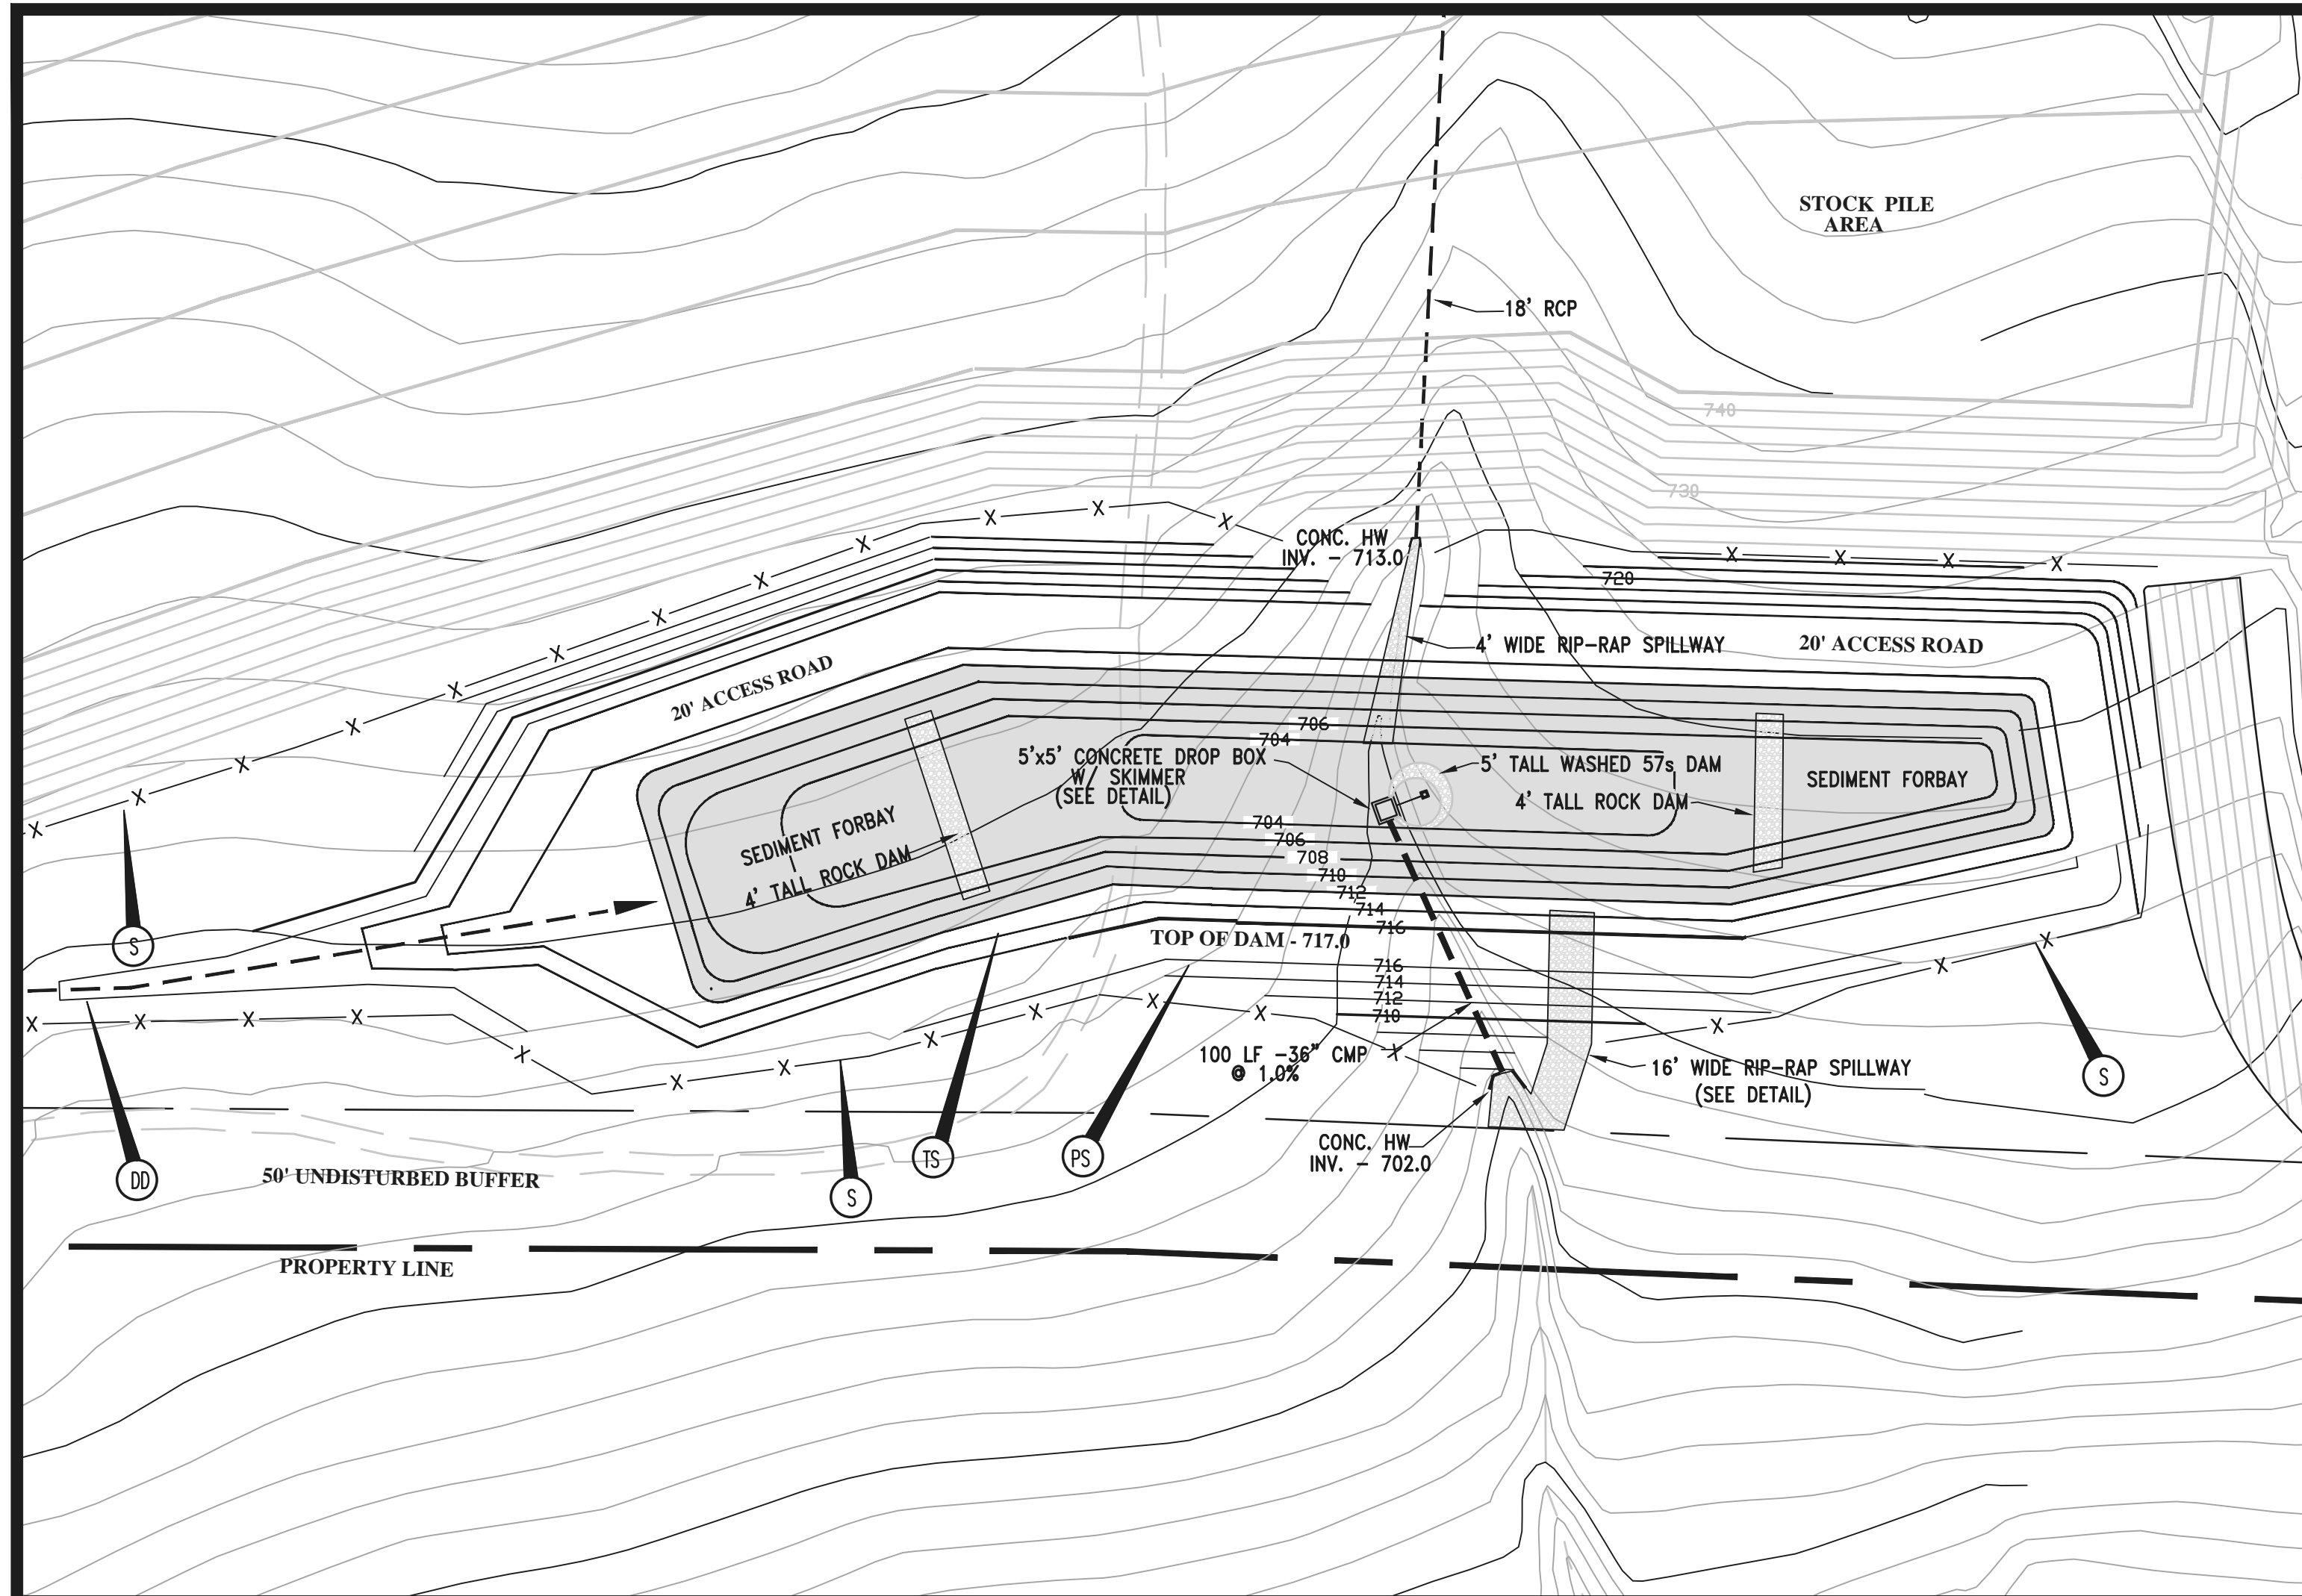 STOCK PILE
AREA
18' RCP
740
730
CONC. HW
INV. - 713.0
720
4' WIDE RIP-RAP SPILLWAY
20' ACCESS ROAD
20' ACCESS ROAD
706
704
5'x5' CONCRETE DROP BOX
W/ SKIMMER
(SEE DETAIL)
5' TALL WASHED 57s DAM
4' TALL ROCK DAM
SEDIMENT FORBAY
SEDIMENT FORBAY
4' TALL ROCK DAM
704
706
708
710
712
714
716
TOP OF DAM - 717.0
716
714
712
710
S
100 LF -36" CMP
@ 1.0%
16' WIDE RIP-RAP SPILLWAY
(SEE DETAIL)
S
CONC. HW
INV. - 702.0
DD
50' UNDISTURBED BUFFER
S
TS
PS
PROPERTY LINE
X X X X X X X X X X X X
X X X X
X X X X X X X X X X X X
X X X